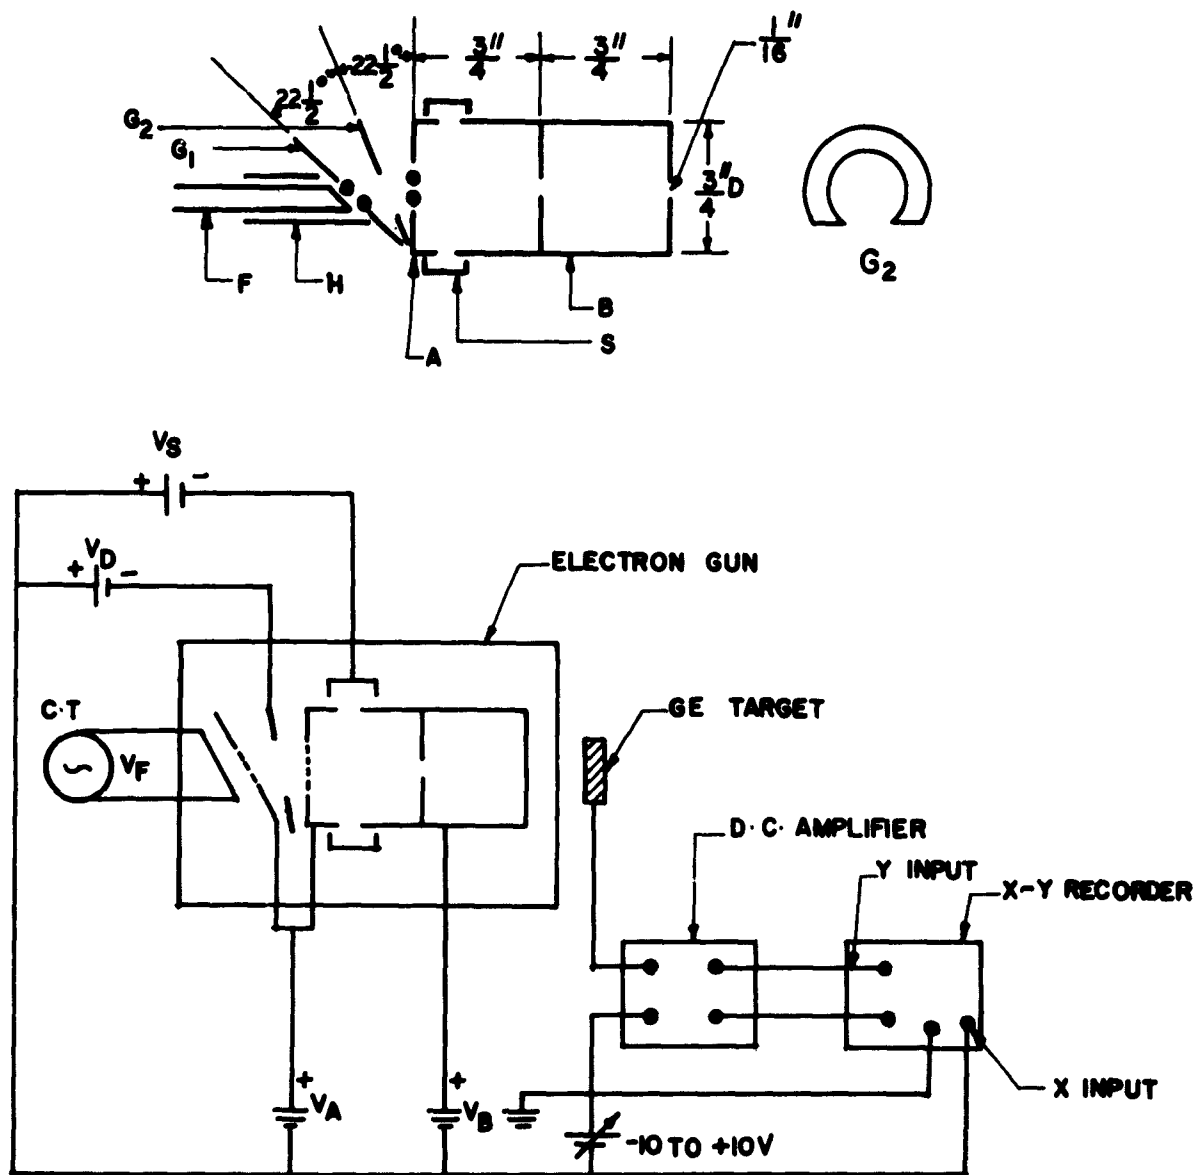 22 1/2°
22 1/2°
3/4"
3/4"
1/16"
G2
G1
3/4" D
F
H
A
B
S
G2
VS
+ -
VD
+ -
ELECTRON GUN
C·T
VF
GE TARGET
D·C· AMPLIFIER
Y INPUT
X-Y RECORDER
X INPUT
+
VA
+
VB
-10 TO +10V